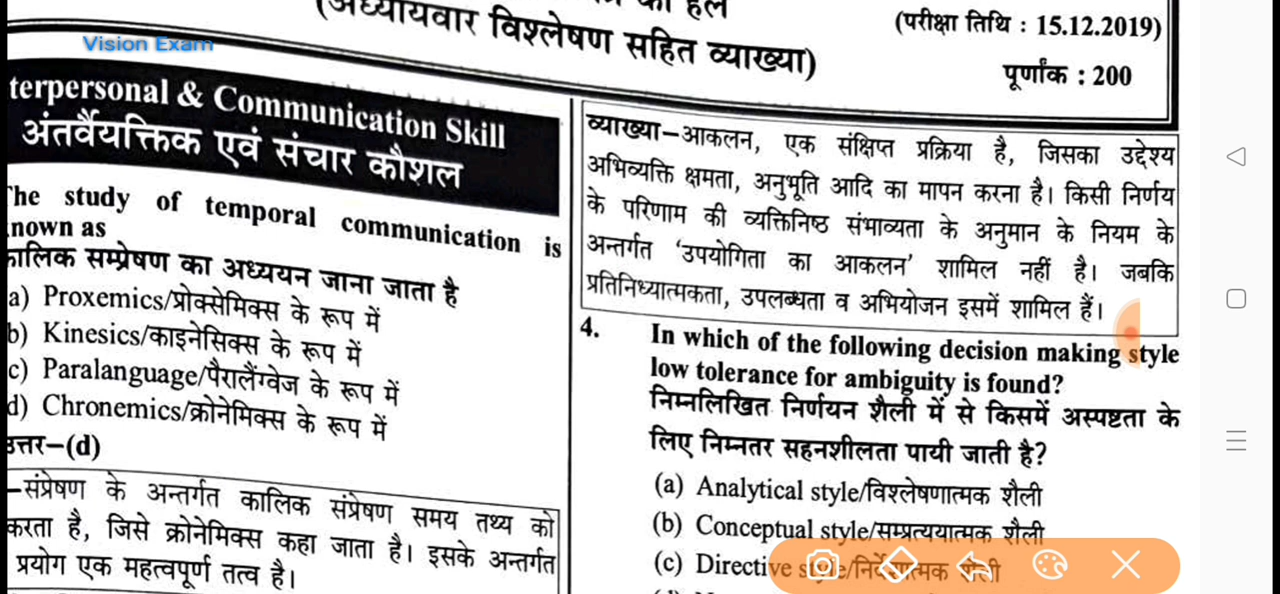 का हल
(अध्यायवार विश्लेषण सहित व्याख्या)
(परीक्षा तिथि : 15.12.2019)
पूर्णांक : 200
Vision Exam
terpersonal & Communication Skill
अंतर्वैयक्तिक एवं संचार कौशल
The study of temporal communication is
nown as
कालिक सम्प्रेषण का अध्ययन जाना जाता है
a) Proxemics/प्रोक्सेमिक्स के रूप में
b) Kinesics/काइनेसिक्स के रूप में
c) Paralanguage/पैरालैंग्वेज के रूप में
d) Chronemics/क्रोनेमिक्स के रूप में
उत्तर–(d)
–संप्रेषण के अन्तर्गत कालिक संप्रेषण समय तथ्य को
करता है, जिसे क्रोनेमिक्स कहा जाता है। इसके अन्तर्गत
प्रयोग एक महत्वपूर्ण तत्व है।
व्याख्या–आकलन, एक संक्षिप्त प्रक्रिया है, जिसका उद्देश्य
अभिव्यक्ति क्षमता, अनुभूति आदि का मापन करना है। किसी निर्णय
के परिणाम की व्यक्तिनिष्ठ संभाव्यता के अनुमान के नियम के
अन्तर्गत ‘उपयोगिता का आकलन’ शामिल नहीं है। जबकि
प्रतिनिध्यात्मकता, उपलब्धता व अभियोजन इसमें शामिल हैं।
4. In which of the following decision making style
low tolerance for ambiguity is found?
निम्नलिखित निर्णयन शैली में से किसमें अस्पष्टता के
लिए निम्नतर सहनशीलता पायी जाती है?
(a) Analytical style/विश्लेषणात्मक शैली
(b) Conceptual style/सम्प्रत्ययात्मक शैली
(c) Directive style/निर्देशात्मक शैली